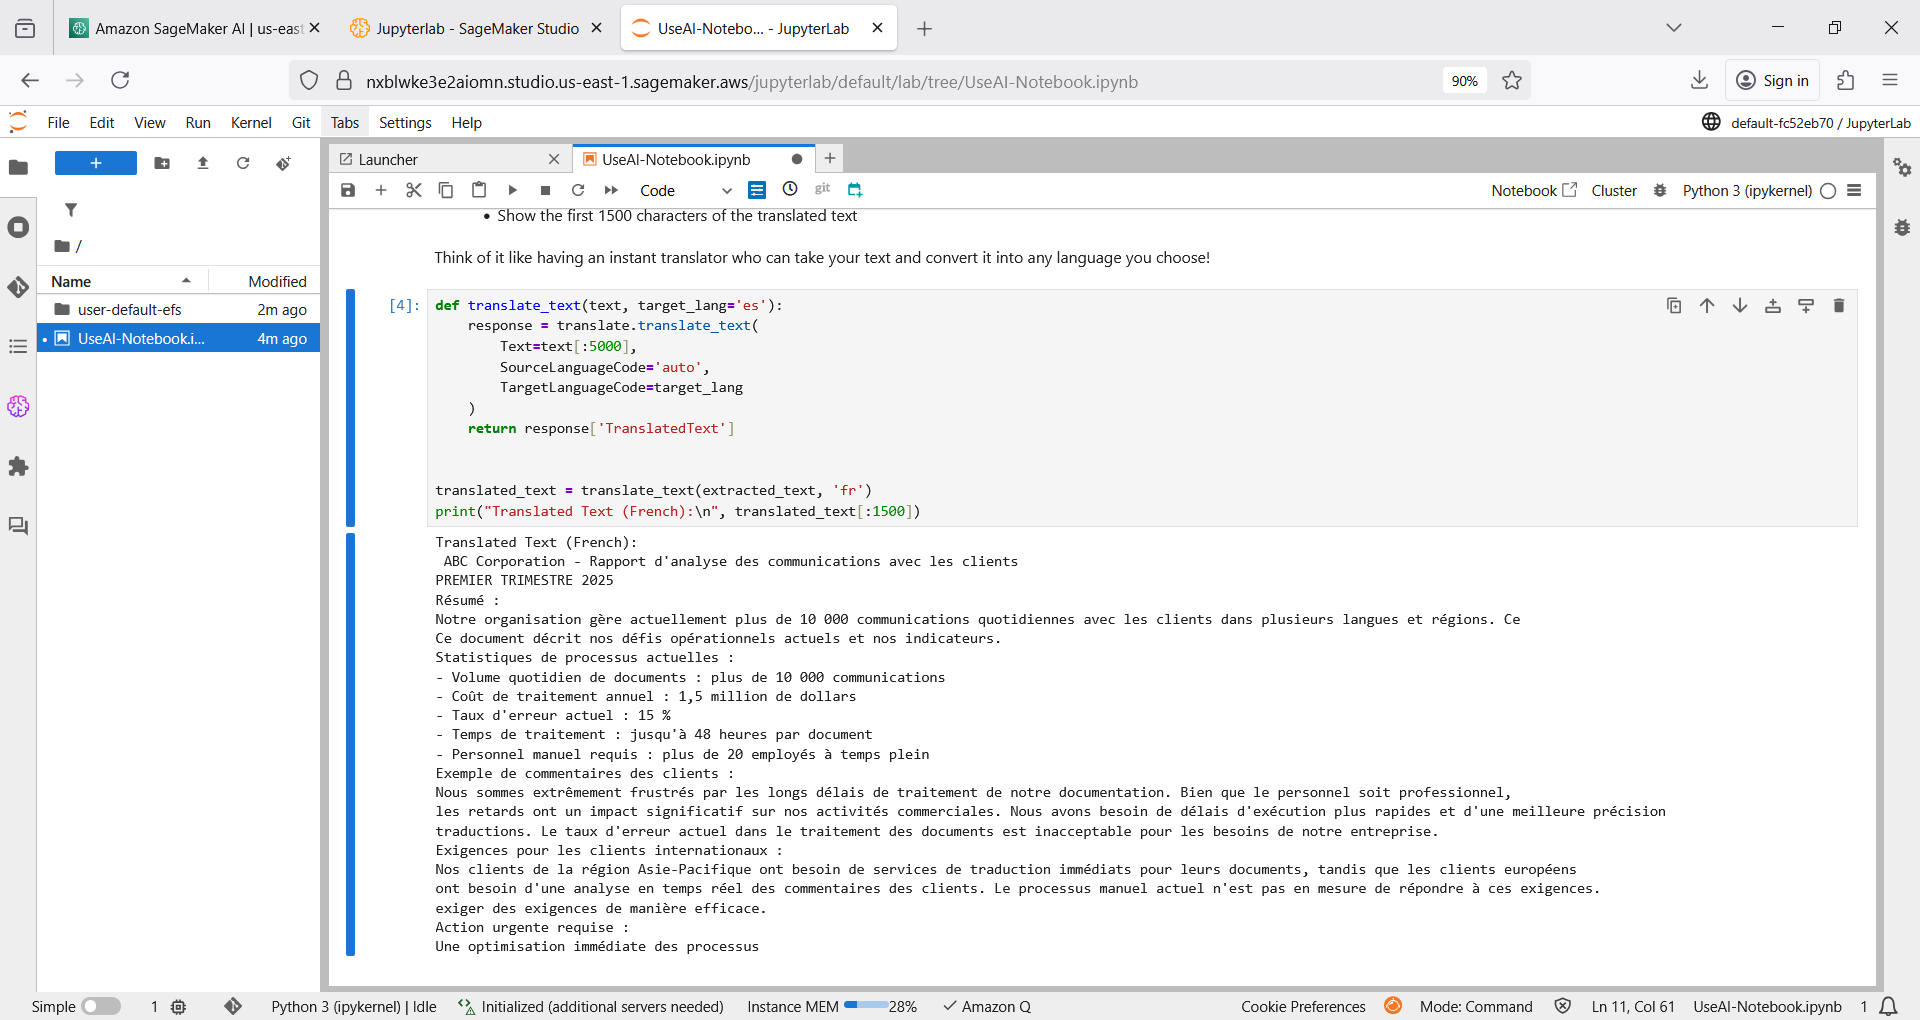 Amazon SageMaker AI | us-east
Jupyterlab - SageMaker Studio
UseAI-Notebo... - JupyterLab
nxblwke3e2aiomn.studio.us-east-1.sagemaker.aws/jupyterlab/default/lab/tree/UseAI-Notebook.ipynb
90%
Sign in
File Edit View Run Kernel Git Tabs Settings Help
default-fc52eb70 / JupyterLab
Launcher
UseAI-Notebook.ipynb
Code
git
Notebook
Cluster
Python 3 (ipykernel)
/
Name
Modified
user-default-efs 2m ago
UseAI-Notebook.i... 4m ago
• Show the first 1500 characters of the translated text
Think of it like having an instant translator who can take your text and convert it into any language you choose!
[4]:
def translate_text(text, target_lang='es'):
    response = translate.translate_text(
        Text=text[:5000],
        SourceLanguageCode='auto',
        TargetLanguageCode=target_lang
    )
    return response['TranslatedText']
translated_text = translate_text(extracted_text, 'fr')
print("Translated Text (French):\n", translated_text[:1500])
Translated Text (French):
 ABC Corporation - Rapport d'analyse des communications avec les clients
PREMIER TRIMESTRE 2025
Résumé :
Notre organisation gère actuellement plus de 10 000 communications quotidiennes avec les clients dans plusieurs langues et régions. Ce
Ce document décrit nos défis opérationnels actuels et nos indicateurs.
Statistiques de processus actuelles :
- Volume quotidien de documents : plus de 10 000 communications
- Coût de traitement annuel : 1,5 million de dollars
- Taux d'erreur actuel : 15 %
- Temps de traitement : jusqu'à 48 heures par document
- Personnel manuel requis : plus de 20 employés à temps plein
Exemple de commentaires des clients :
Nous sommes extrêmement frustrés par les longs délais de traitement de notre documentation. Bien que le personnel soit professionnel,
les retards ont un impact significatif sur nos activités commerciales. Nous avons besoin de délais d'exécution plus rapides et d'une meilleure précision
traductions. Le taux d'erreur actuel dans le traitement des documents est inacceptable pour les besoins de notre entreprise.
Exigences pour les clients internationaux :
Nos clients de la région Asie-Pacifique ont besoin de services de traduction immédiats pour leurs documents, tandis que les clients européens
ont besoin d'une analyse en temps réel des commentaires des clients. Le processus manuel actuel n'est pas en mesure de répondre à ces exigences.
exiger des exigences de manière efficace.
Action urgente requise :
Une optimisation immédiate des processus
Simple
1
Python 3 (ipykernel) | Idle
Initialized (additional servers needed)
Instance MEM 28%
Amazon Q
Cookie Preferences
Mode: Command
Ln 11, Col 61
UseAI-Notebook.ipynb
1